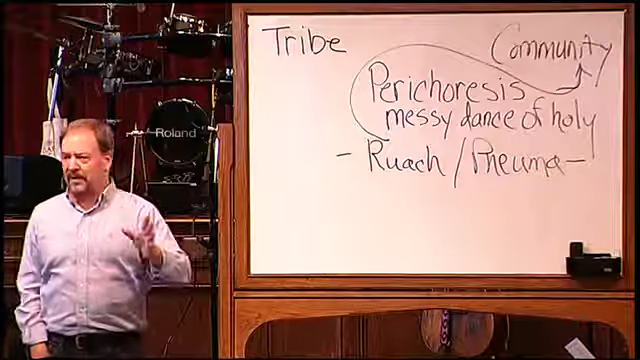 Tribe
Community
Perichoresis
messy dance of holy
- Ruach / Pneuma -
Roland